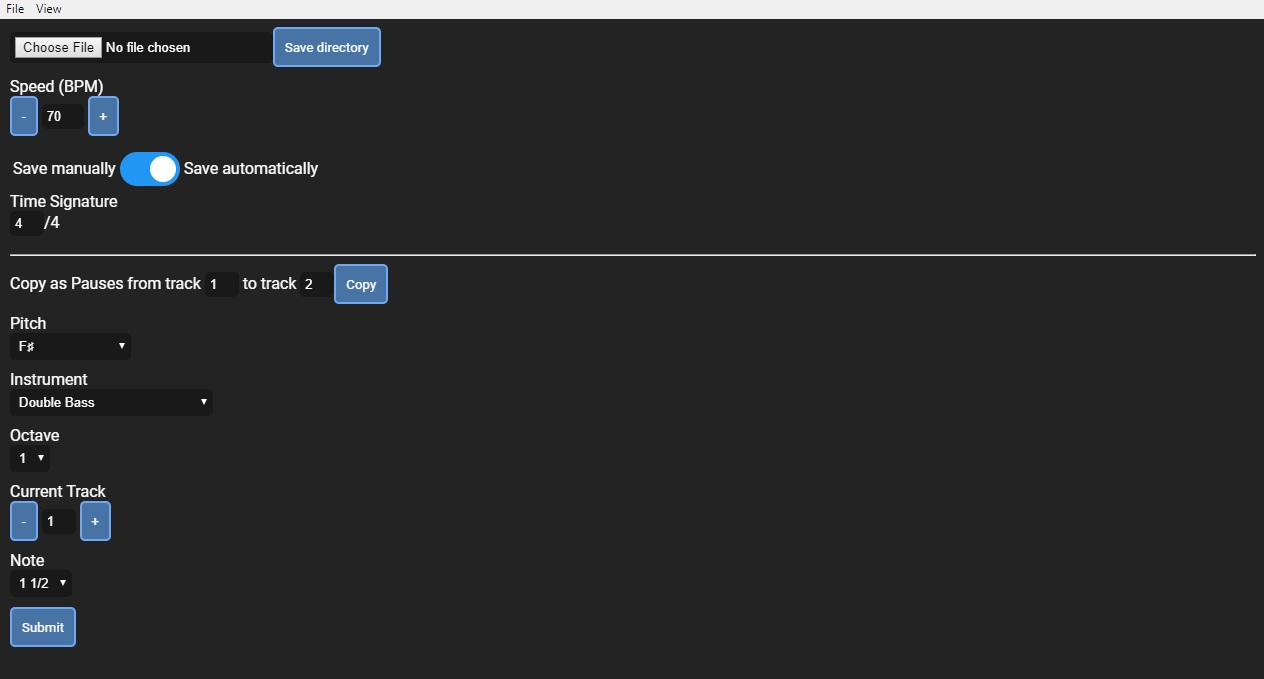 File View
Choose File No file chosen Save directory
Speed (BPM)
- 70 +
Save manually Save automatically
Time Signature
4 /4
Copy as Pauses from track 1 to track 2 Copy
Pitch
F♯
Instrument
Double Bass
Octave
1
Current Track
- 1 +
Note
1 1/2
Submit